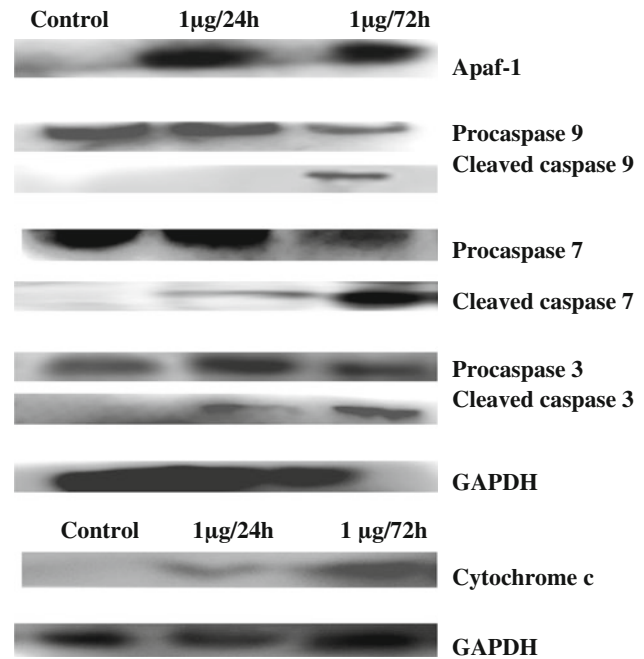 Control 1µg/24h 1µg/72h
Apaf-1
Procaspase 9
Cleaved caspase 9
Procaspase 7
Cleaved caspase 7
Procaspase 3
Cleaved caspase 3
GAPDH
Control 1µg/24h 1 µg/72h
Cytochrome c
GAPDH